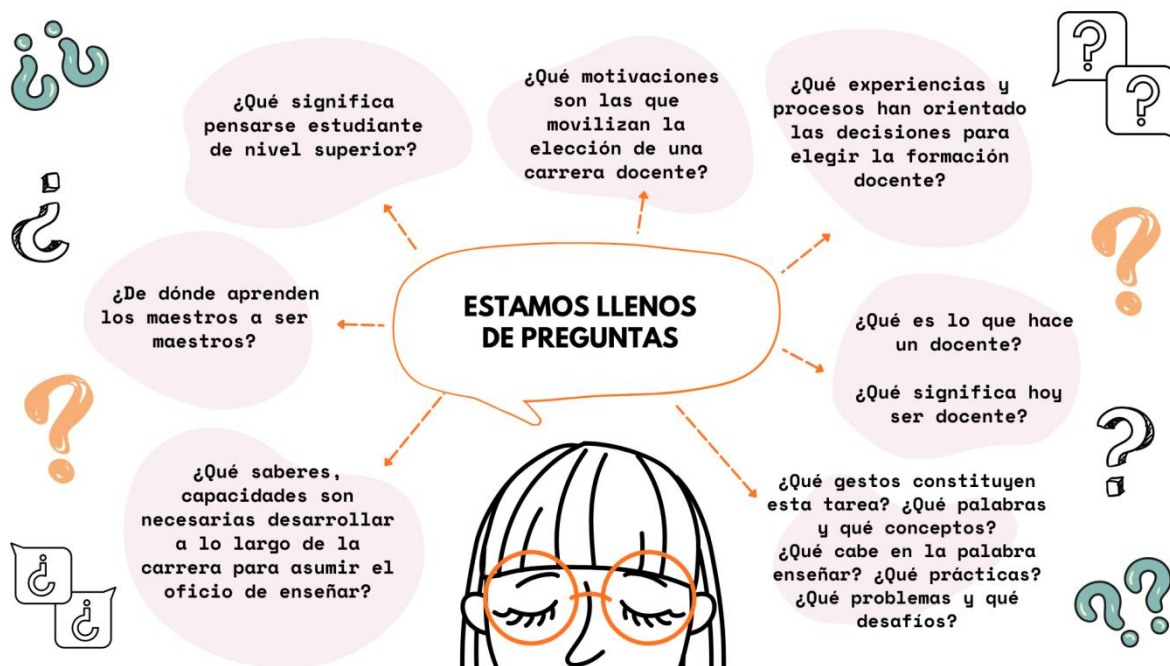 ¿Qué significa
pensarse estudiante
de nivel superior?
¿Qué motivaciones
son las que
movilizan la
elección de una
carrera docente?
¿Qué experiencias y
procesos han orientado
las decisiones para
elegir la formación
docente?
¿De dónde aprenden
los maestros a ser
maestros?
ESTAMOS LLENOS
DE PREGUNTAS
¿Qué es lo que hace
un docente?
¿Qué significa hoy
ser docente?
¿Qué saberes,
capacidades son
necesarias desarrollar
a lo largo de la
carrera para asumir el
oficio de enseñar?
¿Qué gestos constituyen
esta tarea? ¿Qué palabras
y qué conceptos?
¿Qué cabe en la palabra
enseñar? ¿Qué prácticas?
¿Qué problemas y qué
desafíos?